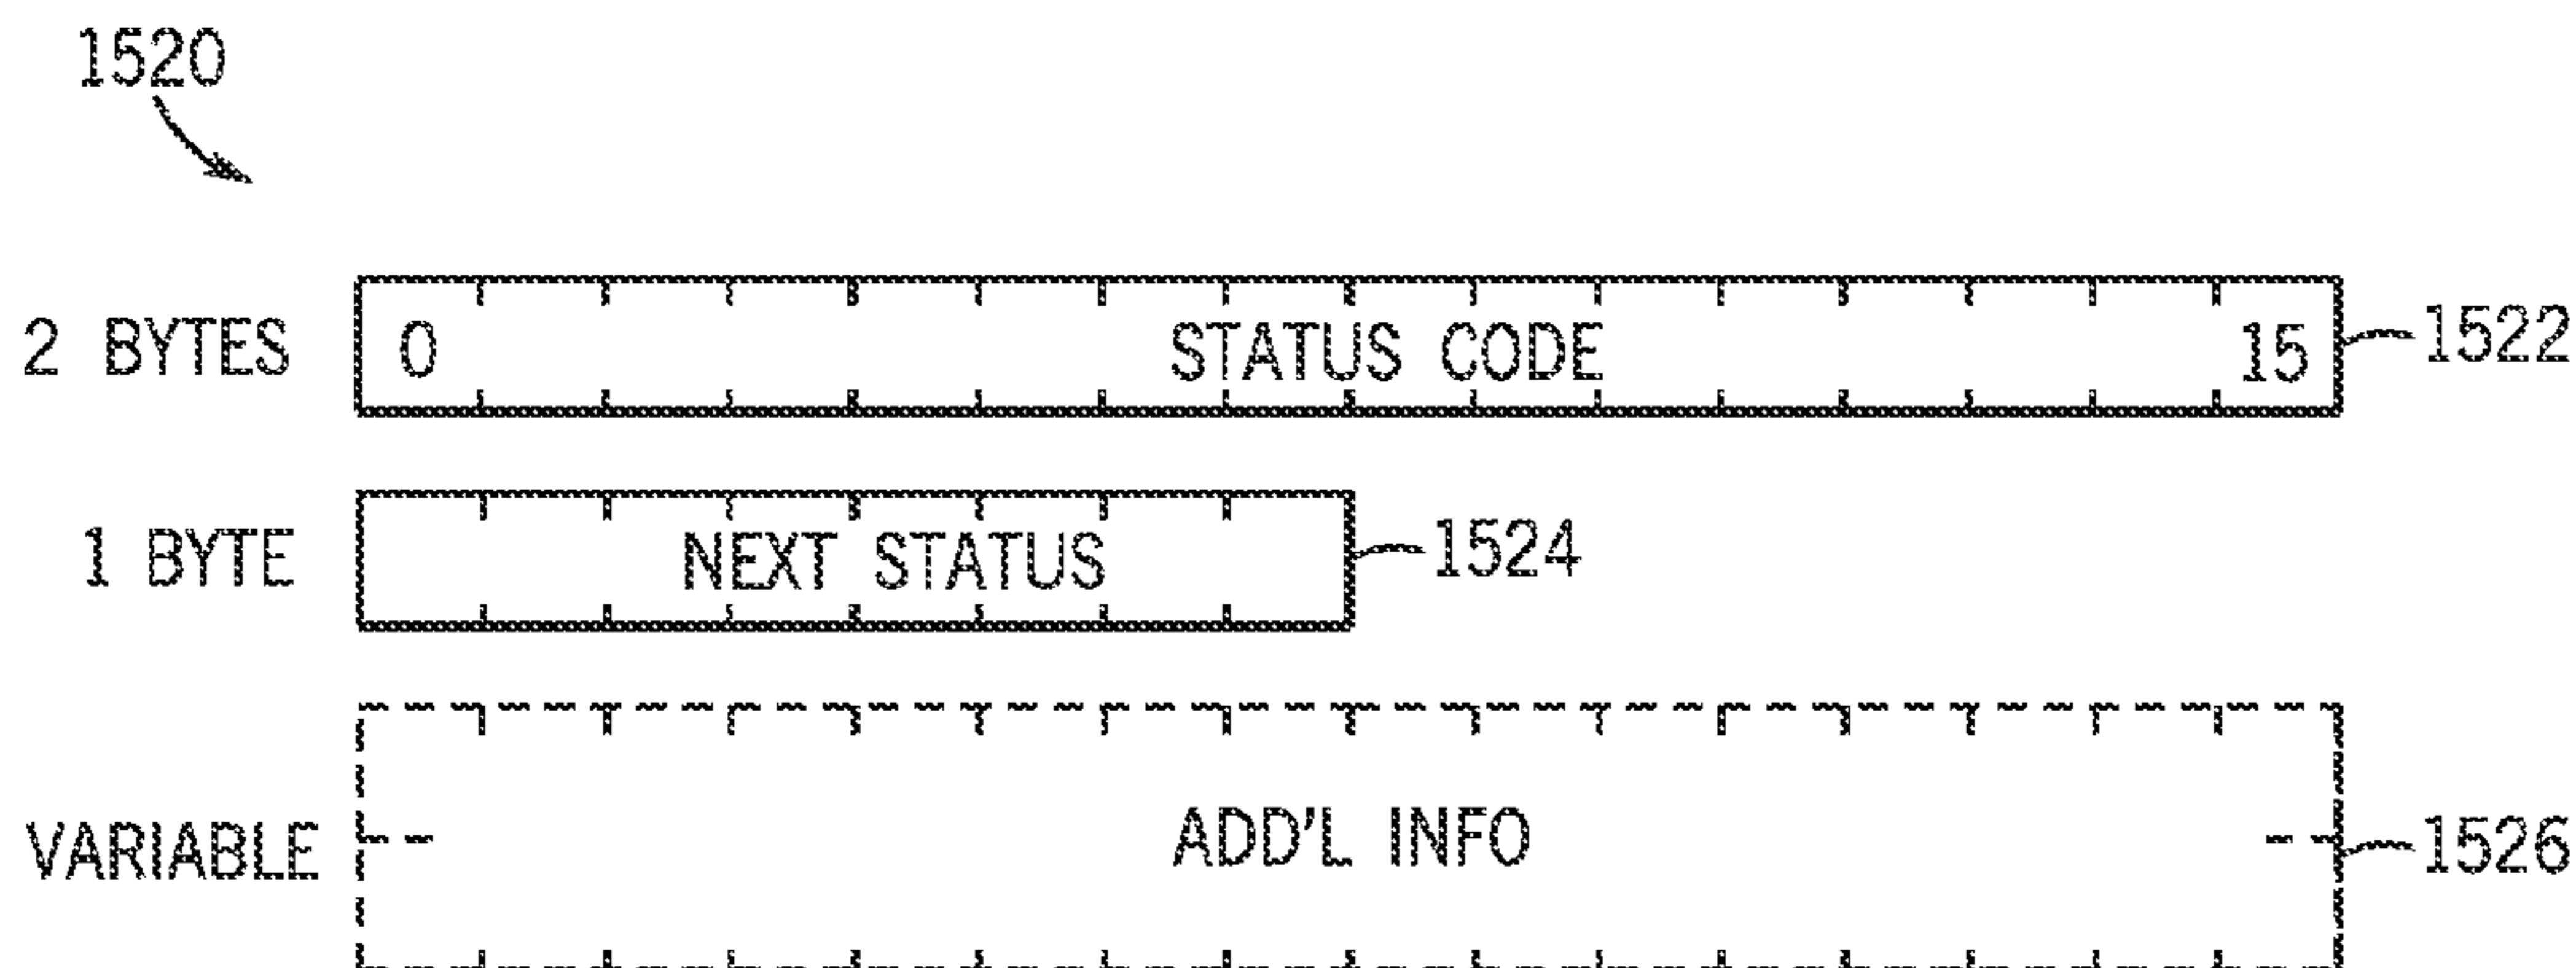 1520
2 BYTES 0 STATUS CODE 15 1522
1 BYTE NEXT STATUS 1524
VARIABLE ADD'L INFO 1526